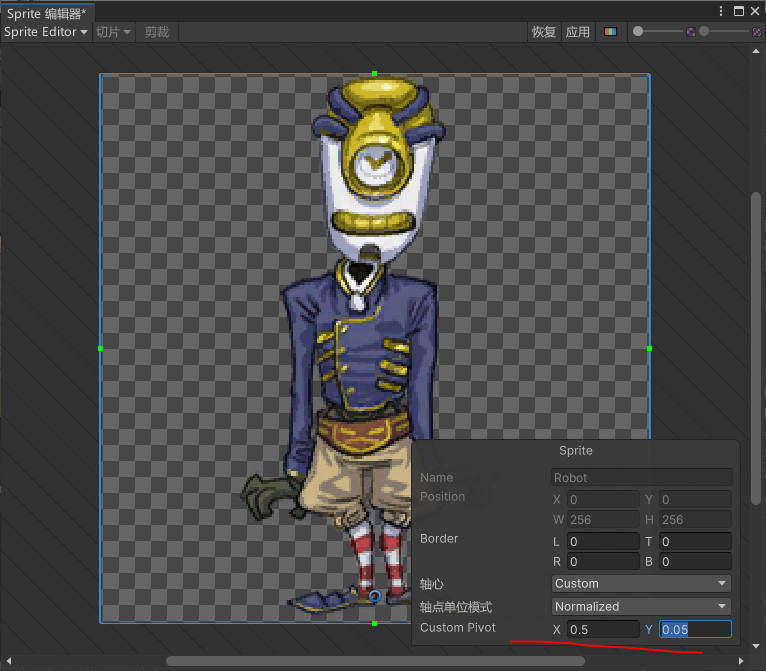 Sprite 编辑器*
Sprite Editor 切片 剪裁 恢复 应用
Sprite
Name Robot
Position X 0 Y 0
W 256 H 256
Border L 0 T 0
R 0 B 0
轴心 Custom
轴点单位模式 Normalized
Custom Pivot X 0.5 Y 0.05